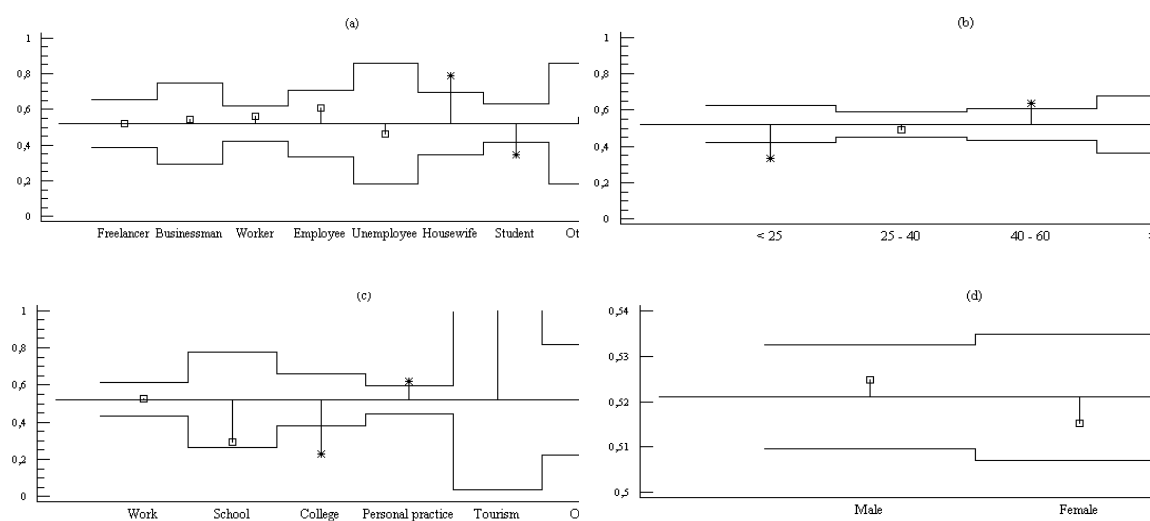 (a)
1
0,8
0,6
0,4
0,2
0
Freelancer Businessman Worker Employee Unemployee Housewife Student Ot
(b)
1
0,8
0,6
0,4
0,2
0
< 25 25 - 40 40 - 60
(c)
1
0,8
0,6
0,4
0,2
0
Work School College Personal practice Tourism O
(d)
0,54
0,53
0,52
0,51
0,5
Male Female